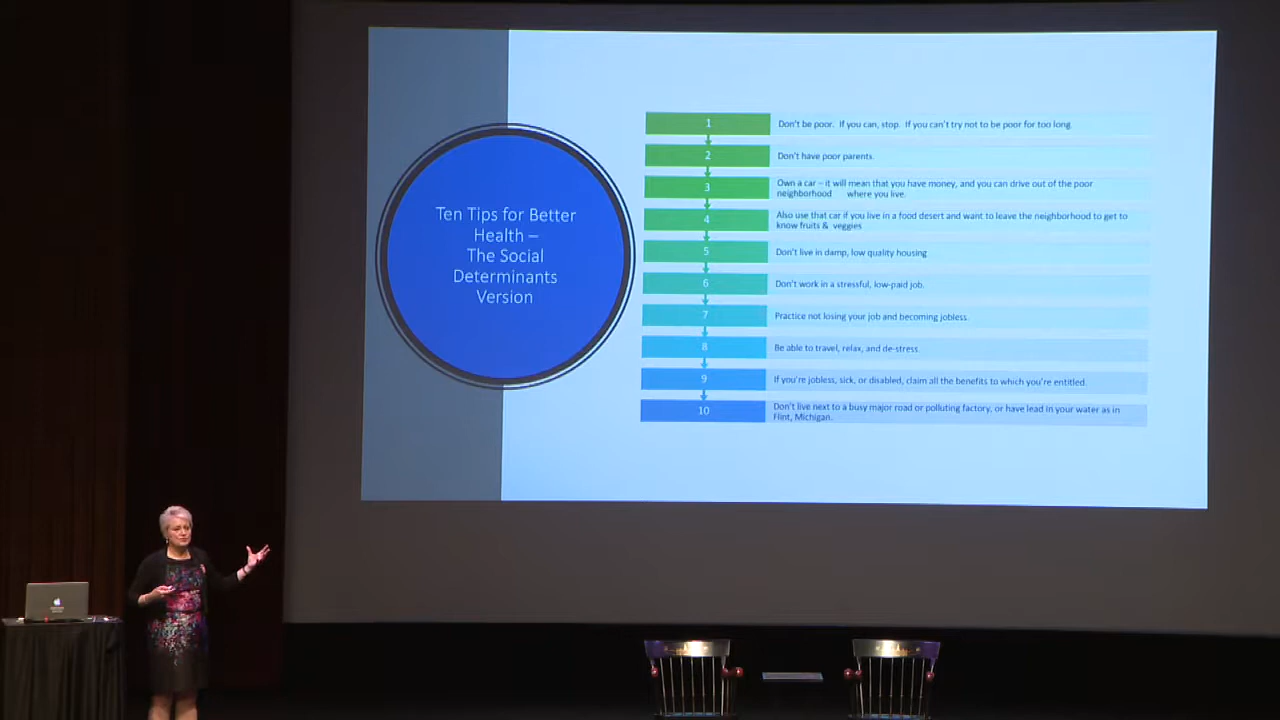 Ten Tips for Better
Health –
The Social
Determinants
Version
1
Don't be poor. If you can, stop. If you can't try not to be poor for too long.
2
Don't have poor parents.
3
Own a car – it will mean that you have money, and you can drive out of the poor
neighborhood where you live.
4
Also use that car if you live in a food desert and want to leave the neighborhood to get to
know fruits & veggies
5
Don't live in damp, low quality housing
6
Don't work in a stressful, low-paid job.
7
Practice not losing your job and becoming jobless.
8
Be able to travel, relax, and de-stress.
9
If you're jobless, sick, or disabled, claim all the benefits to which you're entitled.
10
Don't live next to a busy major road or polluting factory, or have lead in your water as in
Flint, Michigan.